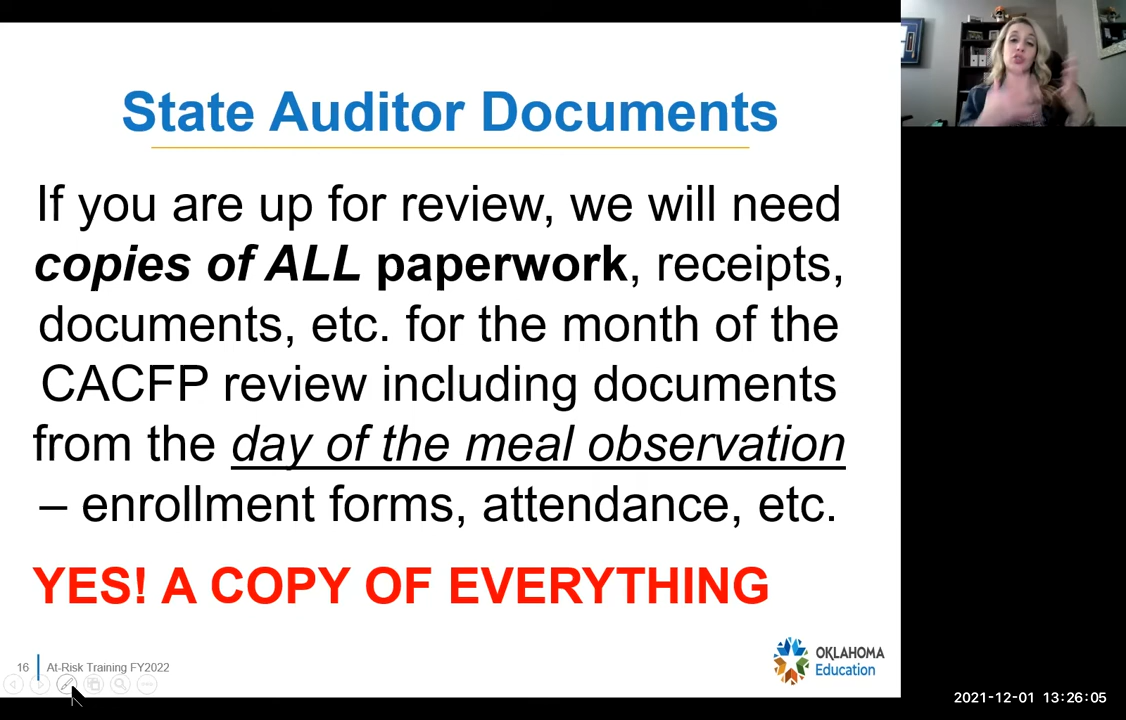 State Auditor Documents
If you are up for review, we will need
copies of ALL paperwork, receipts,
documents, etc. for the month of the
CACFP review including documents
from the day of the meal observation
– enrollment forms, attendance, etc.
YES! A COPY OF EVERYTHING
16 At-Risk Training FY2022
OKLAHOMA
Education
2021-12-01 13:26:05